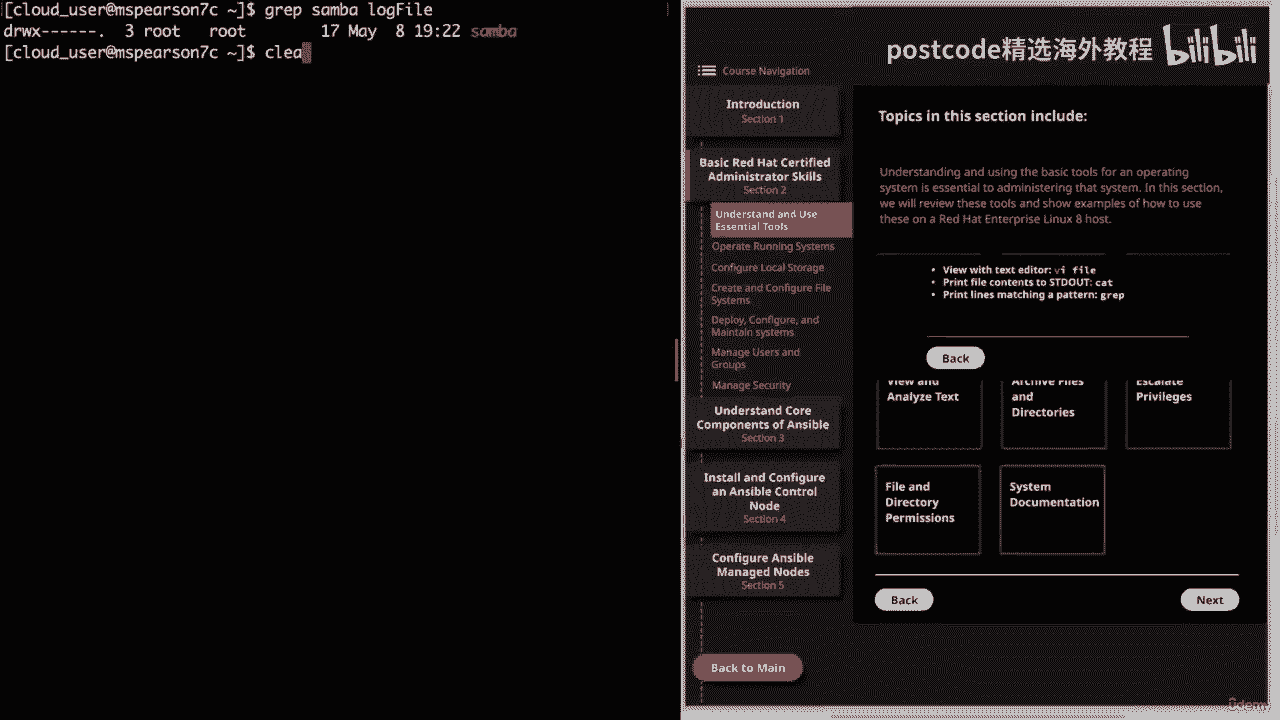 [cloud_user@mspearson7c ~]$ grep samba logFile
drwx------. 3 root root 17 May 8 19:22 samba
[cloud_user@mspearson7c ~]$ clea
postcode精选海外教程 bilibili
Course Navigation
Introduction
Section 1
Basic Red Hat Certified
Administrator Skills
Section 2
Understand and Use
Essential Tools
Operate Running Systems
Configure Local Storage
Create and Configure File
Systems
Deploy, Configure, and
Maintain systems
Manage Users and
Groups
Manage Security
Understand Core
Components of Ansible
Section 3
Install and Configure
an Ansible Control
Node
Section 4
Configure Ansible
Managed Nodes
Section 5
Back to Main
Topics in this section include:
Understanding and using the basic tools for an operating
system is essential to administering that system. In this section,
we will review these tools and show examples of how to use
these on a Red Hat Enterprise Linux 8 host.
• View with text editor: vi file
• Print file contents to STDOUT: cat
• Print lines matching a pattern: grep
Back
View and
Analyze Text
Archive Files
and
Directories
Escalate
Privileges
File and
Directory
Permissions
System
Documentation
Back
Next
ûdemy